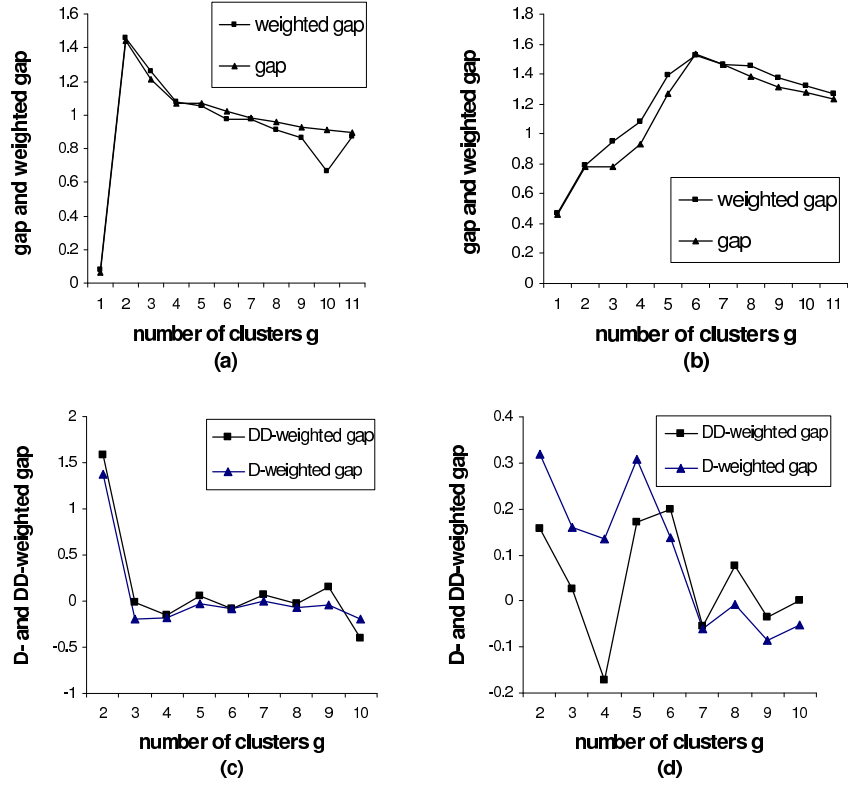 1.6
1.4
1.2
1
0.8
0.6
0.4
0.2
0
gap and weighted gap
weighted gap
gap
1 2 3 4 5 6 7 8 9 10 11
number of clusters g
(a)
1.8
1.6
1.4
1.2
1
0.8
0.6
0.4
0.2
0
gap and weighted gap
weighted gap
gap
1 2 3 4 5 6 7 8 9 10 11
number of clusters g
(b)
2
1.5
1
0.5
0
-0.5
-1
D- and DD-weighted gap
DD-weighted gap
D-weighted gap
2 3 4 5 6 7 8 9 10
number of clusters g
(c)
0.4
0.3
0.2
0.1
0
-0.1
-0.2
D- and DD-weighted gap
DD-weighted gap
D-weighted gap
2 3 4 5 6 7 8 9 10
number of clusters g
(d)